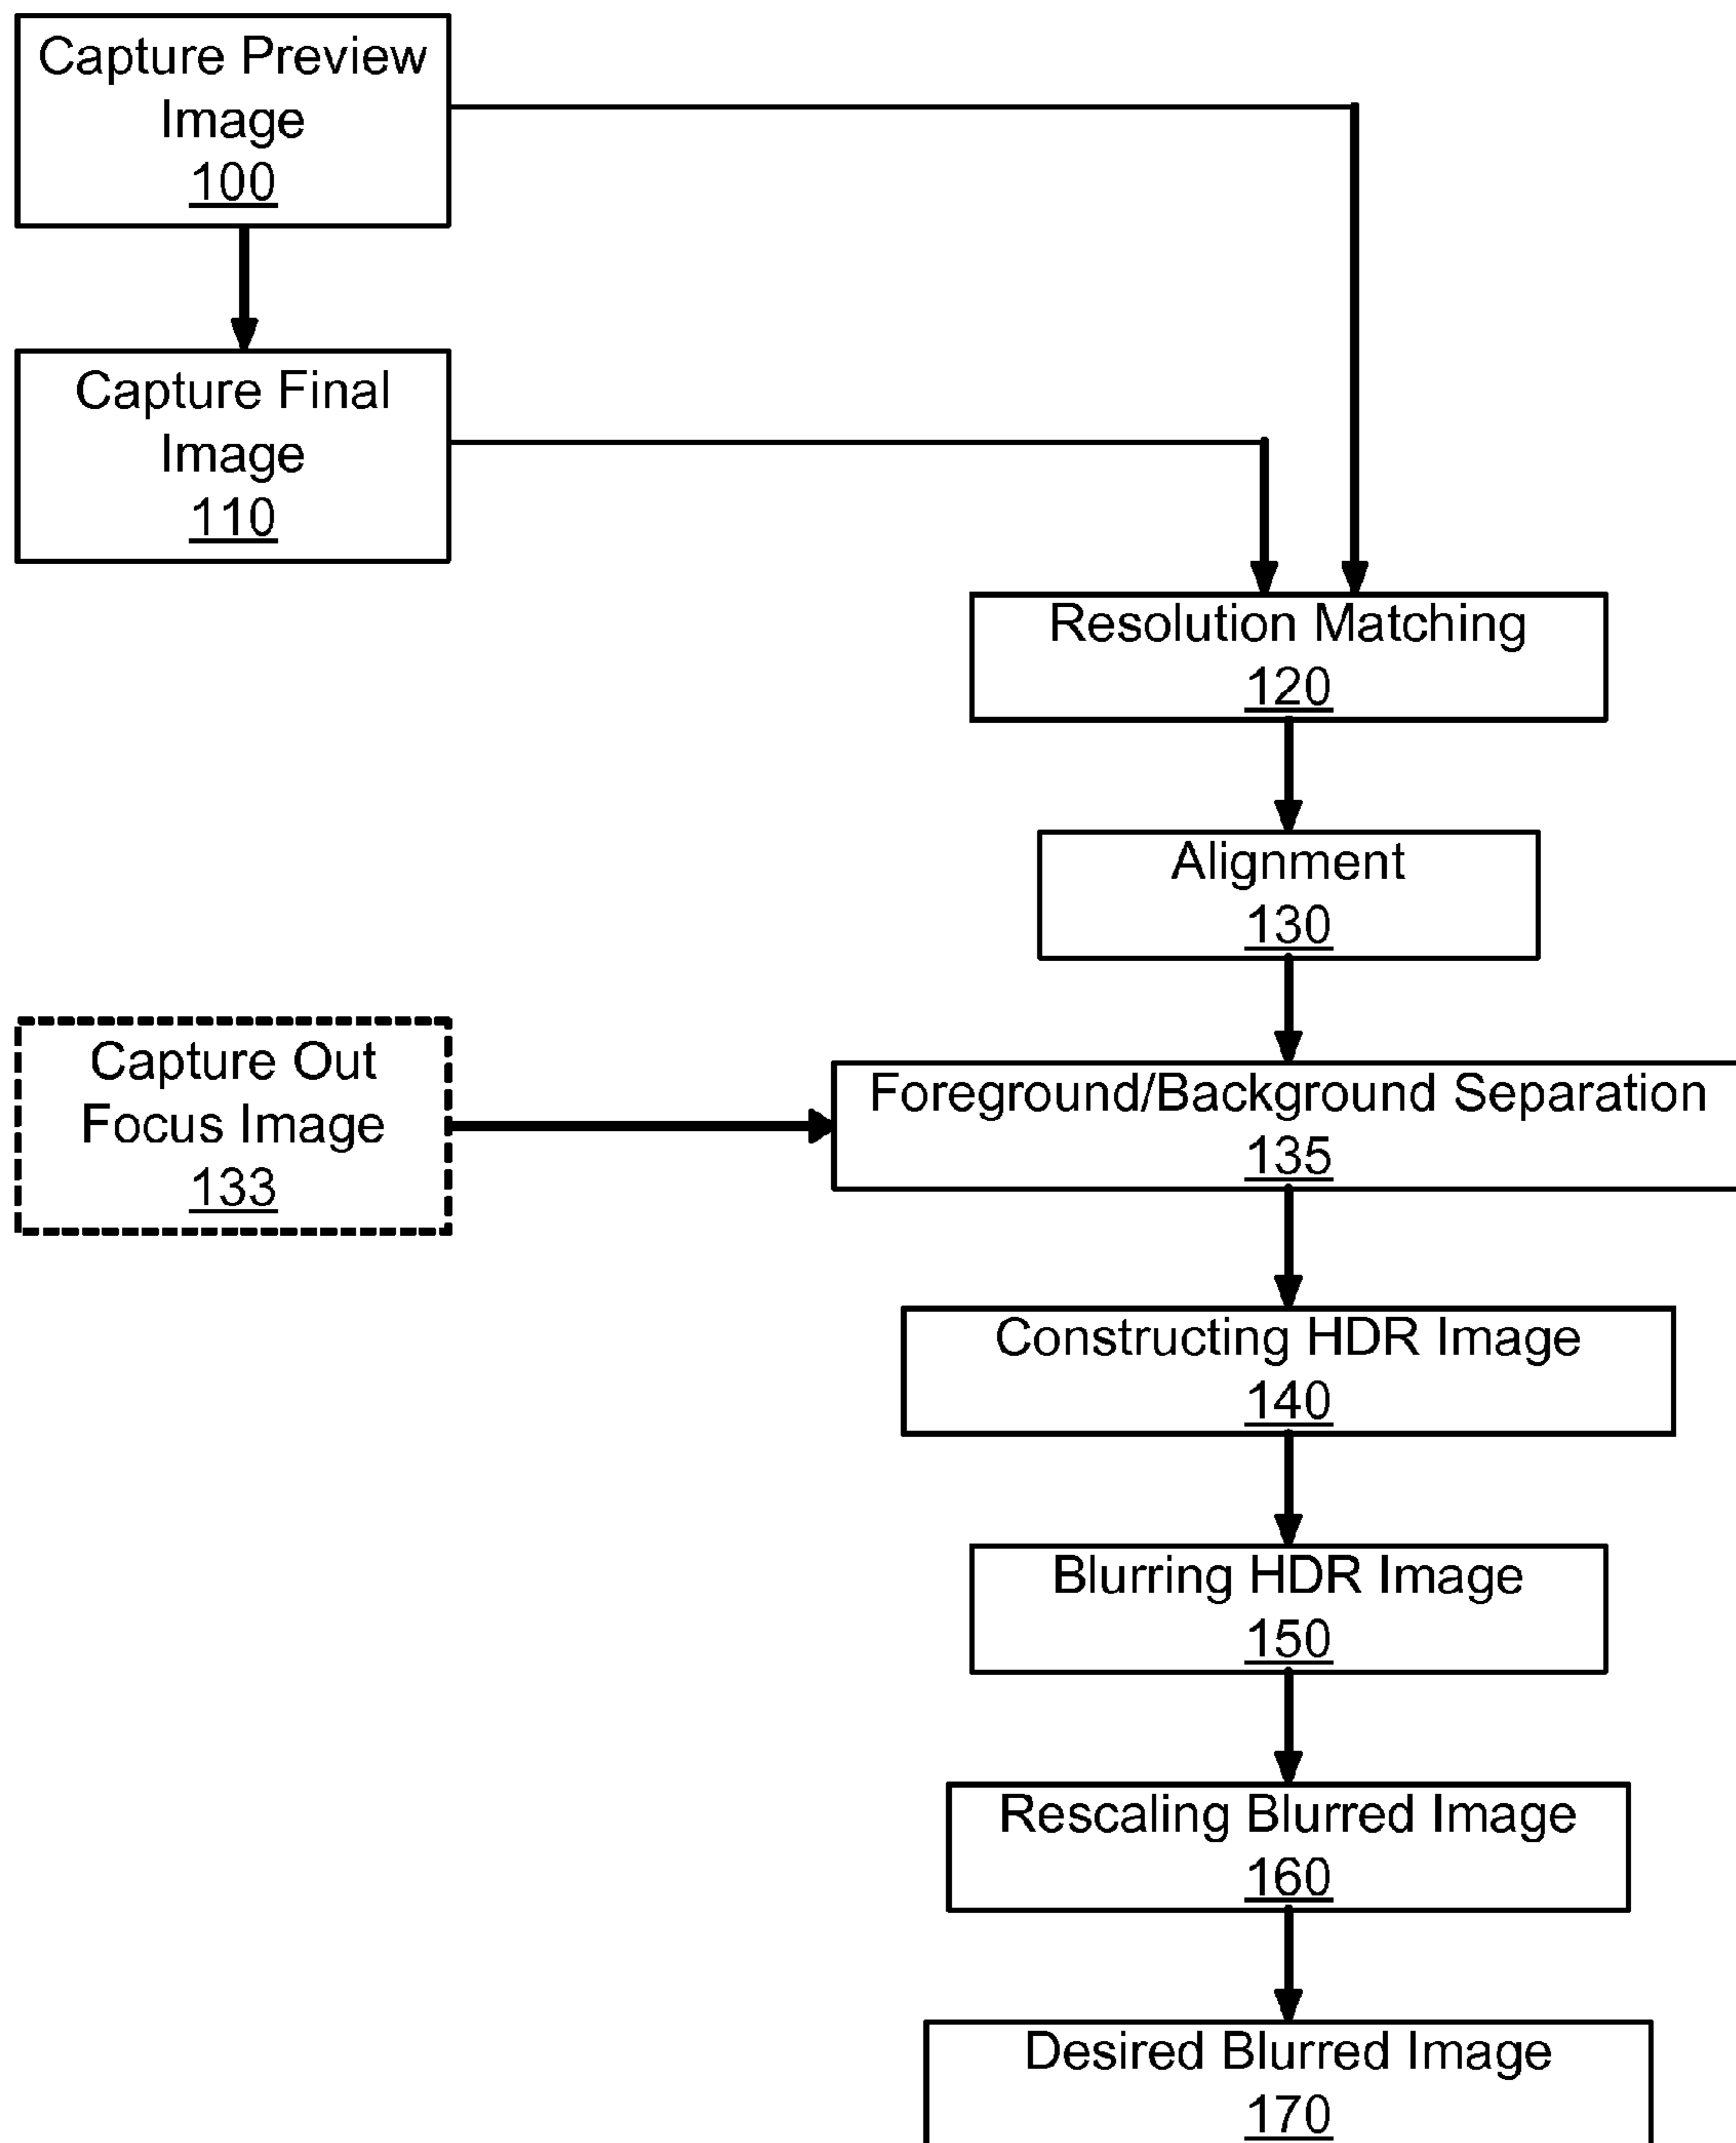 Capture Preview
Image
100
Capture Final
Image
110
Resolution Matching
120
Alignment
130
Capture Out
Focus Image
133
Foreground/Background Separation
135
Constructing HDR Image
140
Blurring HDR Image
150
Rescaling Blurred Image
160
Desired Blurred Image
170